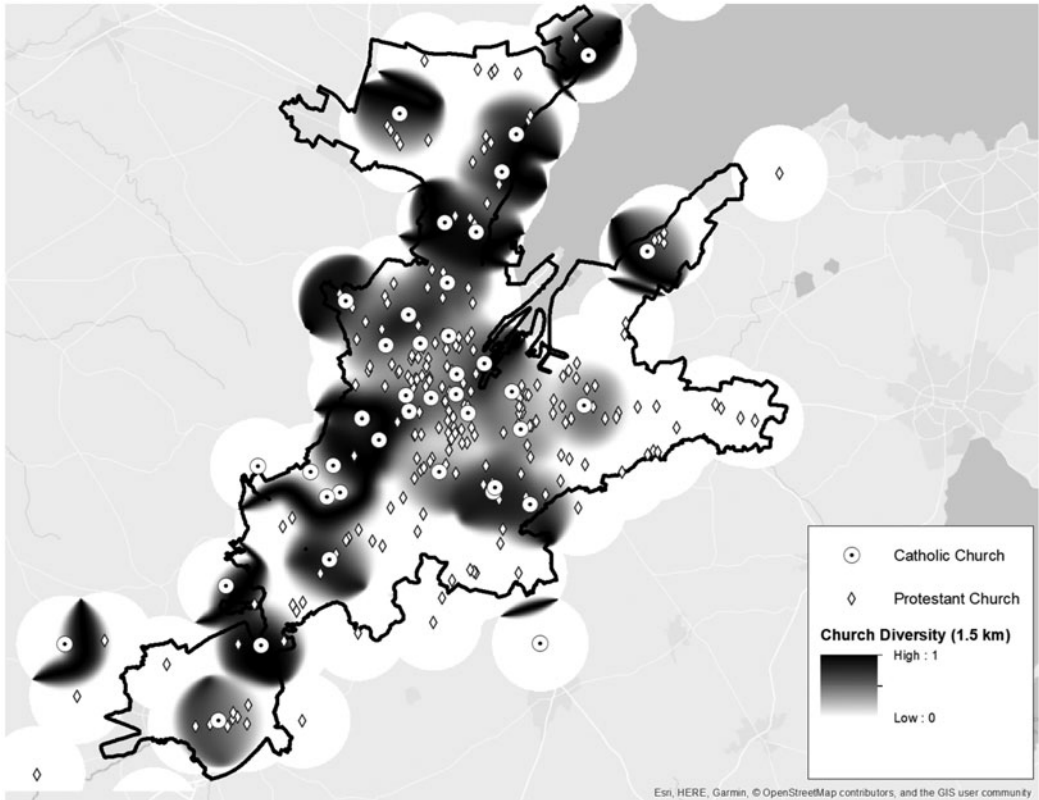 Catholic Church
Protestant Church
Church Diversity (1.5 km)
High : 1
Low : 0
Esri, HERE, Garmin, © OpenStreetMap contributors, and the GIS user community